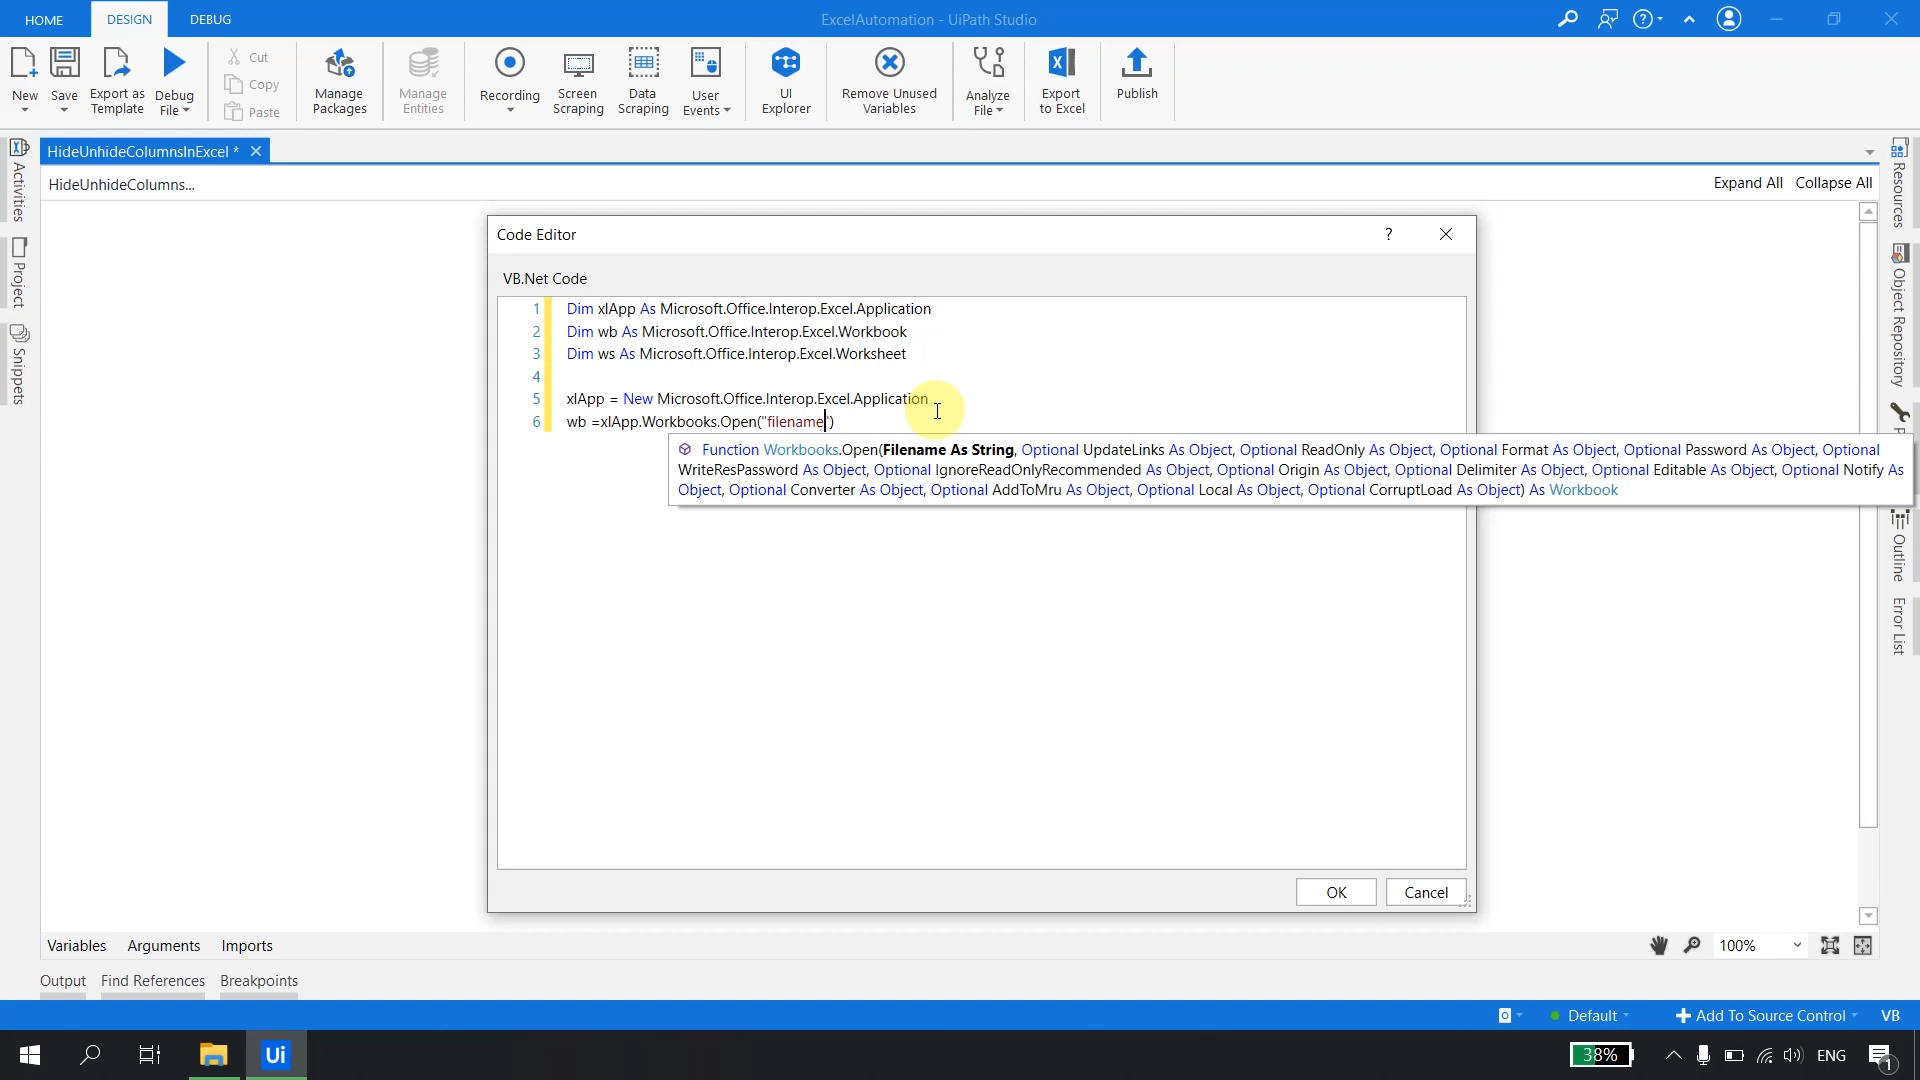 HOME
DESIGN
DEBUG
ExcelAutomation - UiPath Studio
New
Save
Export as Template
Debug File
Cut
Copy
Paste
Manage Packages
Manage Entities
Recording
Screen Scraping
Data Scraping
User Events
UI Explorer
Remove Unused Variables
Analyze File
Export to Excel
Publish
HideUnhideColumnsInExcel *
HideUnhideColumns...
Expand All Collapse All
Activities
Project
Snippets
Resources
Object Repository
P
Outline
Error List
Code Editor
?
VB.Net Code
1 Dim xlApp As Microsoft.Office.Interop.Excel.Application
2 Dim wb As Microsoft.Office.Interop.Excel.Workbook
3 Dim ws As Microsoft.Office.Interop.Excel.Worksheet
4
5 xlApp = New Microsoft.Office.Interop.Excel.Application
6 wb =xlApp.Workbooks.Open("filename")
Function Workbooks.Open(Filename As String, Optional UpdateLinks As Object, Optional ReadOnly As Object, Optional Format As Object, Optional Password As Object, Optional
WriteResPassword As Object, Optional IgnoreReadOnlyRecommended As Object, Optional Origin As Object, Optional Delimiter As Object, Optional Editable As Object, Optional Notify As
Object, Optional Converter As Object, Optional AddToMru As Object, Optional Local As Object, Optional CorruptLoad As Object) As Workbook
OK
Cancel
Variables Arguments Imports
100%
Output Find References Breakpoints
Default
Add To Source Control
VB
Ui
38%
ENG
1